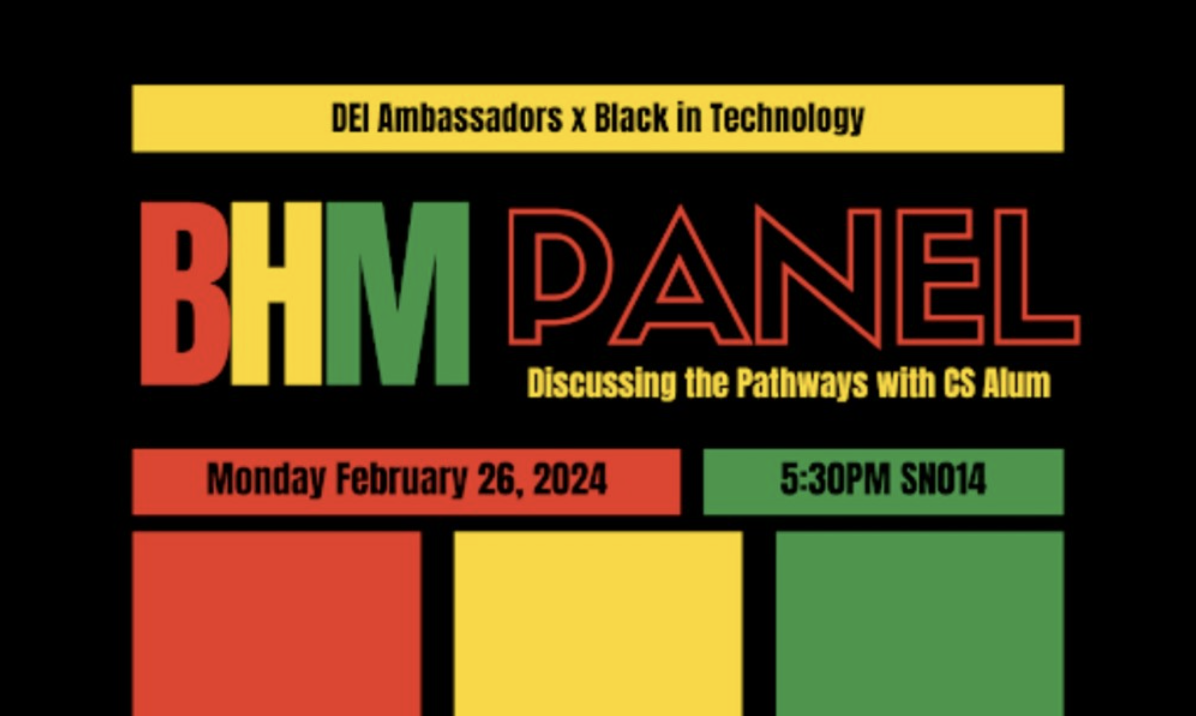 DEI Ambassadors x Black in Technology
BHM PANEL
Discussing the Pathways with CS Alum
Monday February 26, 2024
5:30PM SN014